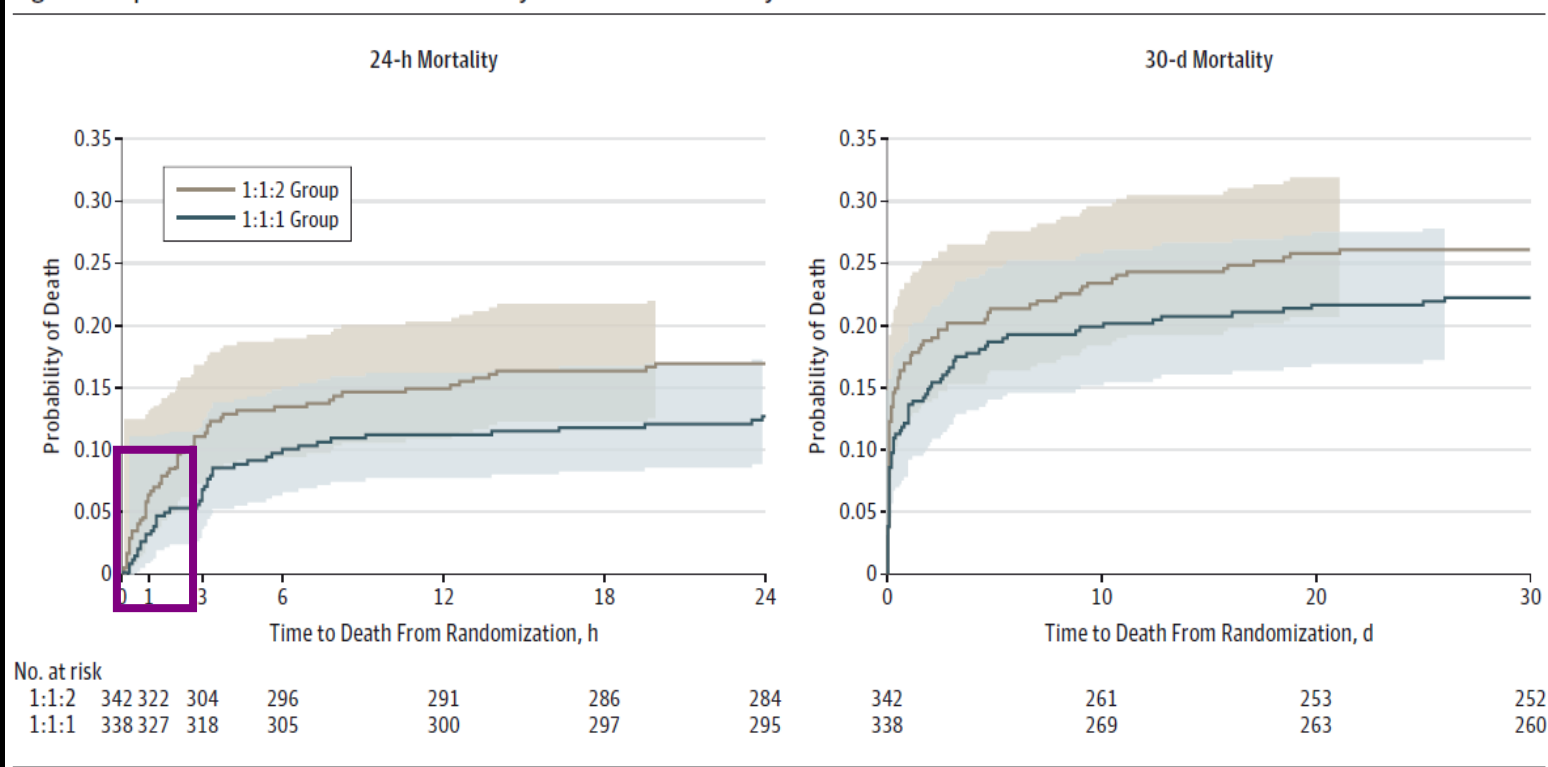 24-h Mortality
30-d Mortality
0.35
0.30
0.25
0.20
0.15
0.10
0.05
0
Probability of Death
1:1:2 Group
1:1:1 Group
0 1 3 6 12 18 24
Time to Death From Randomization, h
0.35
0.30
0.25
0.20
0.15
0.10
0.05
0
Probability of Death
0 10 20 30
Time to Death From Randomization, d
No. at risk
1:1:2 342 322 304 296 291 286 284 342 261 253 252
1:1:1 338 327 318 305 300 297 295 338 269 263 260